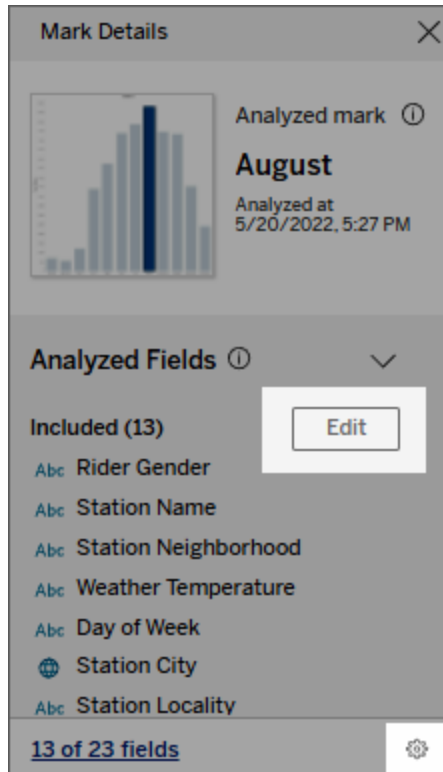 Mark Details
Analyzed mark
August
Analyzed at
5/20/2022, 5:27 PM
Analyzed Fields
Included (13)
Edit
Abc Rider Gender
Abc Station Name
Abc Station Neighborhood
Abc Weather Temperature
Abc Day of Week
Station City
Abc Station Locality
13 of 23 fields